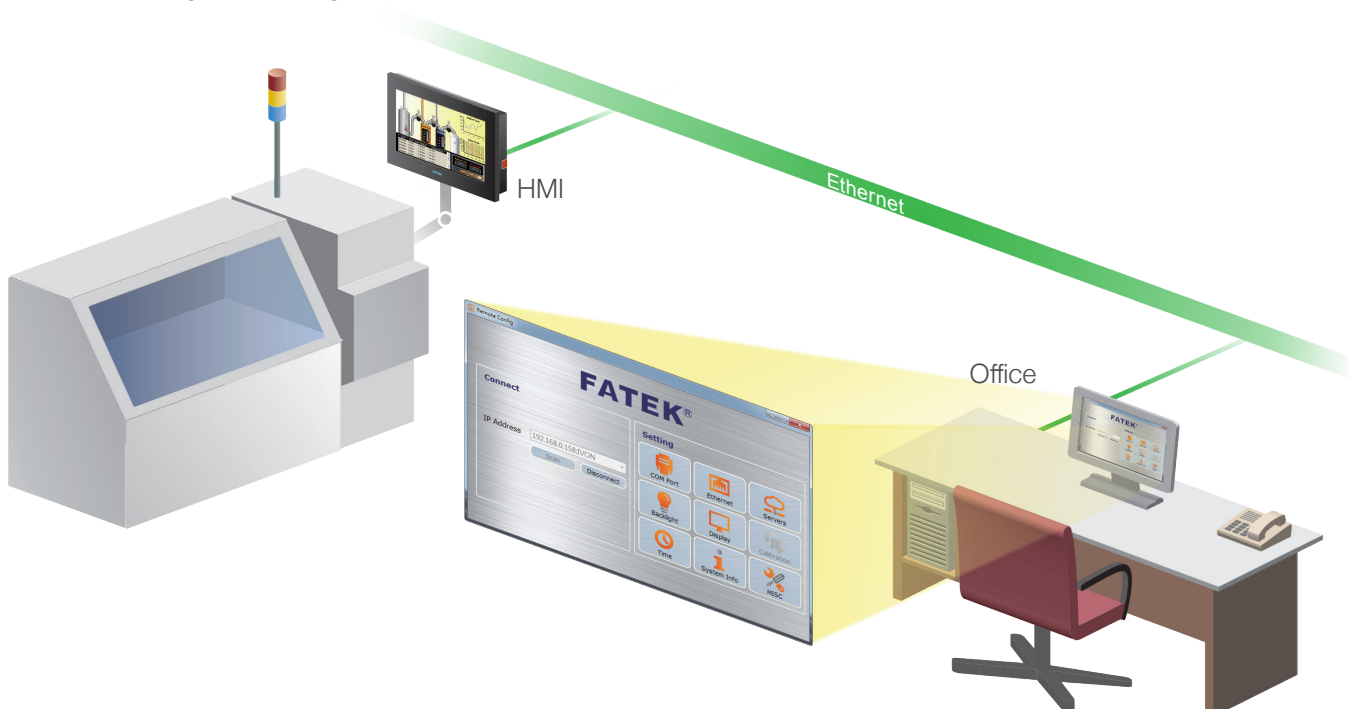 HMI
Ethernet
Office
Remote Config
FATEK®
Connect
IP Address
192.168.0.158:IVON
Scan
Disconnect
Setting
COM Port
Ethernet
Servers
Backlight
Display
Calibration
Time
System Info
MISC
FATEK